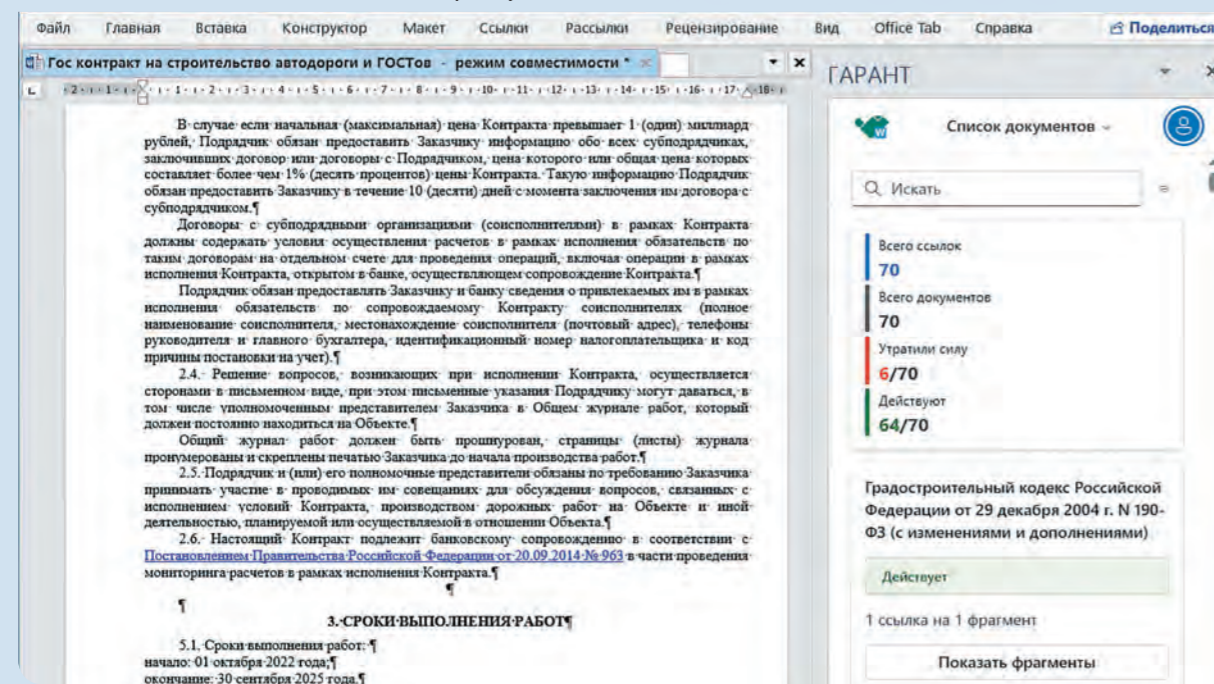 Файл Главная Вставка Конструктор Макет Ссылки Рассылки Рецензирование Вид Office Tab Справка Поделиться
Гос контракт на строительство автодороги и ГОСТов - режим совместимости *
В случае если начальная (максимальная) цена Контракта превышает 1 (один) миллиард
рублей, Подрядчик обязан предоставить Заказчику информацию обо всех субподрядчиках,
заключивших договор или договоры с Подрядчиком, цена которого или общая цена которых
составляет более чем 1% (десять процентов) цены Контракта. Такую информацию Подрядчик
обязан предоставить Заказчику в течение 10 (десяти) дней с момента заключения им договора с
субподрядчиком.¶
Договоры с субподрядными организациями (соисполнителями) в рамках Контракта
должны содержать условия осуществления расчетов в рамках исполнения обязательств по
таким договорам на отдельном счете для проведения операций, включая операции в рамках
исполнения Контракта, открытом в банке, осуществляющем сопровождение Контракта.¶
Подрядчик обязан предоставлять Заказчику и банку сведения о привлекаемых им в рамках
исполнения обязательств по сопровождаемому Контракту соисполнителях (полное
наименование соисполнителя, местонахождение соисполнителя (почтовый адрес), телефоны
руководителя и главного бухгалтера, идентификационный номер налогоплательщика и код
причины постановки на учет).¶
2.4. Решение вопросов, возникающих при исполнении Контракта, осуществляется
сторонами в письменном виде, при этом письменные указания Подрядчику могут даваться, в
том числе уполномоченным представителем Заказчика в Общем журнале работ, который
должен постоянно находиться на Объекте.¶
Общий журнал работ должен быть прошнурован, страницы (листы) журнала
пронумерованы и скреплены печатью Заказчика до начала производства работ.¶
2.5. Подрядчик и (или) его полномочные представители обязаны по требованию Заказчика
принимать участие в проводимых им совещаниях для обсуждения вопросов, связанных с
исполнением условий Контракта, производством дорожных работ на Объекте и иной
деятельностью, планируемой или осуществляемой в отношении Объекта.¶
2.6. Настоящий Контракт подлежит банковскому сопровождению в соответствии с
Постановлением Правительства Российской Федерации от 20.09.2014 № 963 в части проведения
мониторинга расчетов в рамках исполнения Контракта.¶
¶
¶
3. СРОКИ ВЫПОЛНЕНИЯ РАБОТ¶
5.1. Сроки выполнения работ: ¶
начало: 01 октября 2022 года;¶
окончание: 30 сентября 2025 года.¶
ГАРАНТ
Список документов
Искать
Всего ссылок
70
Всего документов
70
Утратили силу
6/70
Действуют
64/70
Градостроительный кодекс Российской
Федерации от 29 декабря 2004 г. N 190-
ФЗ (с изменениями и дополнениями)
Действует
1 ссылка на 1 фрагмент
Показать фрагменты